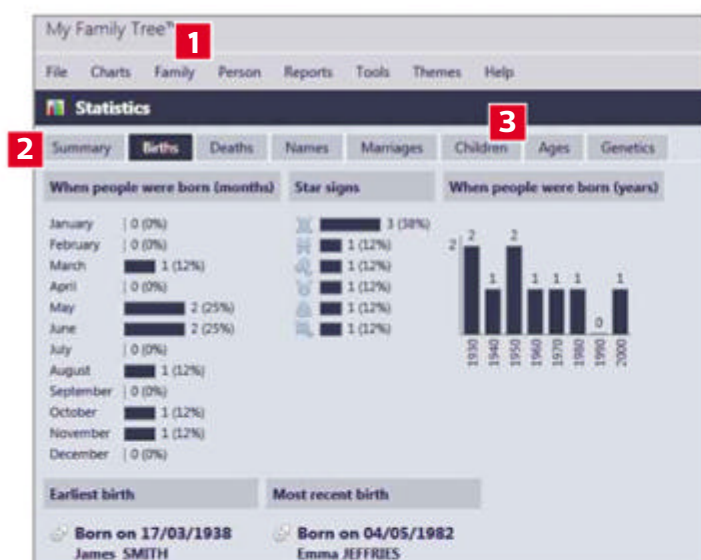 My Family Tree™
1
File Charts Family Person Reports Tools Themes Help
Statistics
3
2
Summary Births Deaths Names Marriages Children Ages Genetics
When people were born (months)
January 0 (0%)
February 0 (0%)
March 1 (12%)
April 0 (0%)
May 2 (25%)
June 2 (25%)
July 0 (0%)
August 1 (12%)
September 0 (0%)
October 1 (12%)
November 1 (12%)
December 0 (0%)
Star signs
3 (38%)
1 (12%)
1 (12%)
1 (12%)
1 (12%)
1 (12%)
When people were born (years)
2
2 1 2 1 1 1 0 1
1930 1940 1950 1960 1970 1980 1990 2000
Earliest birth
Born on 17/03/1938
James SMITH
Most recent birth
Born on 04/05/1982
Emma JEFFRIES